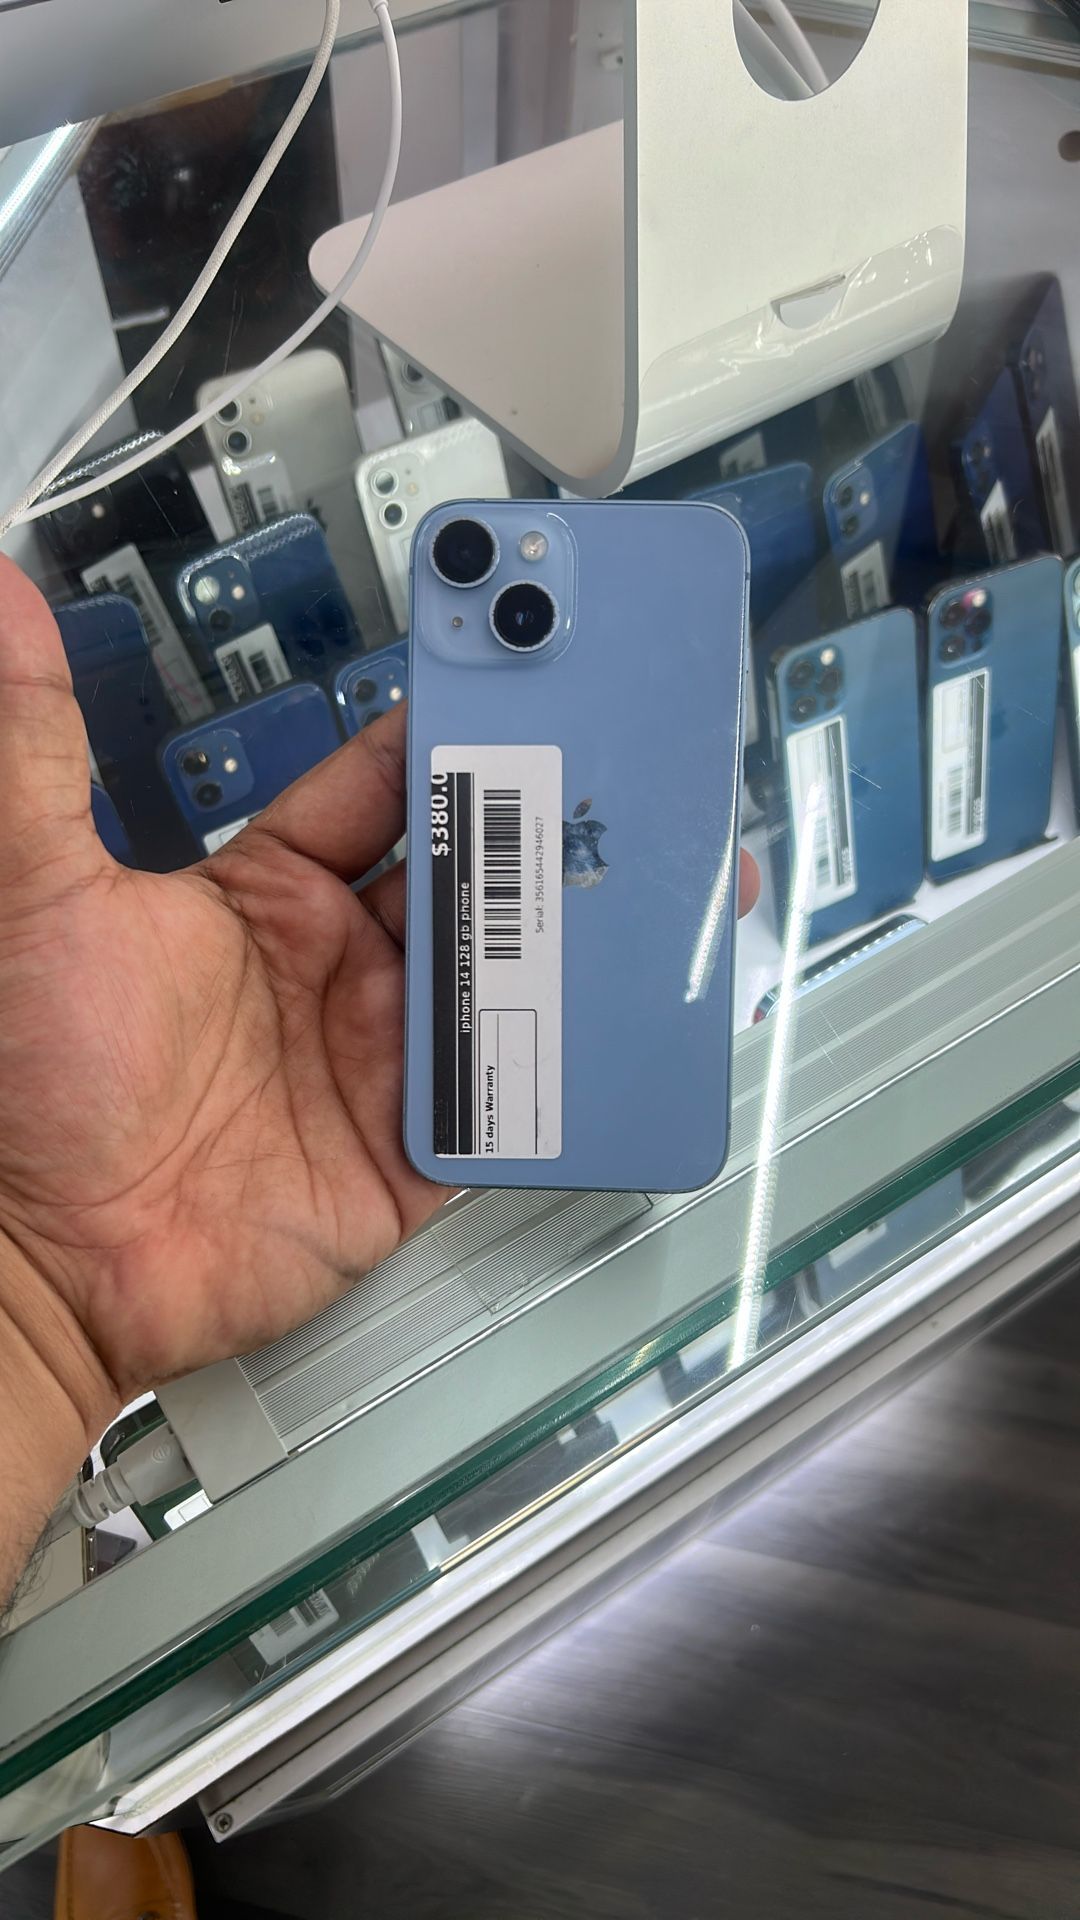 $380.0
iphone 14 128 gb phone
Serial: 356165442946027
15 days Warranty